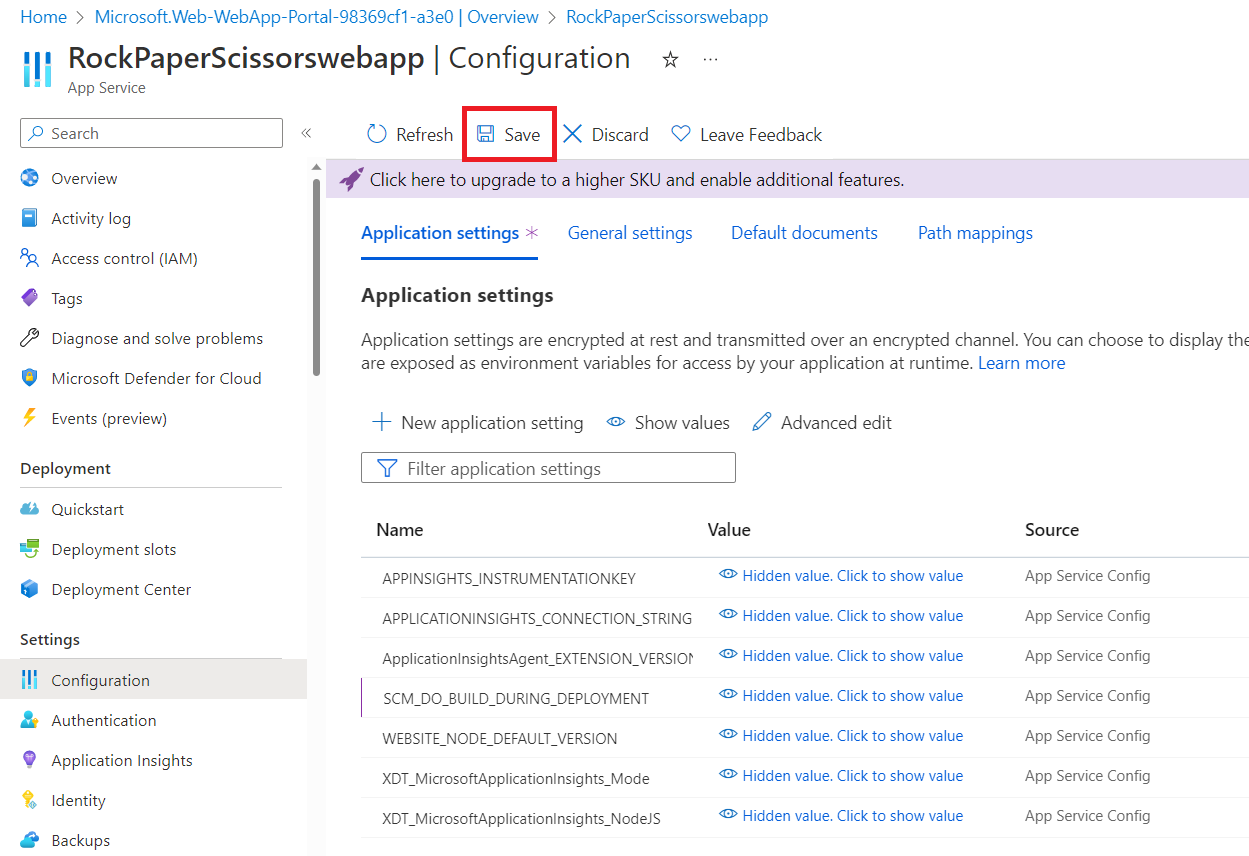 Home > Microsoft.Web-WebApp-Portal-98369cf1-a3e0 | Overview > RockPaperScissorswebapp
RockPaperScissorswebapp | Configuration
App Service
Search
Refresh Save Discard Leave Feedback
Click here to upgrade to a higher SKU and enable additional features.
Overview
Activity log
Access control (IAM)
Tags
Diagnose and solve problems
Microsoft Defender for Cloud
Events (preview)
Deployment
Quickstart
Deployment slots
Deployment Center
Settings
Configuration
Authentication
Application Insights
Identity
Backups
Application settings * General settings Default documents Path mappings
Application settings
Application settings are encrypted at rest and transmitted over an encrypted channel. You can choose to display the
are exposed as environment variables for access by your application at runtime. Learn more
New application setting Show values Advanced edit
Filter application settings
Name Value Source
APPINSIGHTS_INSTRUMENTATIONKEY Hidden value. Click to show value App Service Config
APPLICATIONINSIGHTS_CONNECTION_STRING Hidden value. Click to show value App Service Config
ApplicationInsightsAgent_EXTENSION_VERSION Hidden value. Click to show value App Service Config
SCM_DO_BUILD_DURING_DEPLOYMENT Hidden value. Click to show value App Service Config
WEBSITE_NODE_DEFAULT_VERSION Hidden value. Click to show value App Service Config
XDT_MicrosoftApplicationInsights_Mode Hidden value. Click to show value App Service Config
XDT_MicrosoftApplicationInsights_NodeJS Hidden value. Click to show value App Service Config